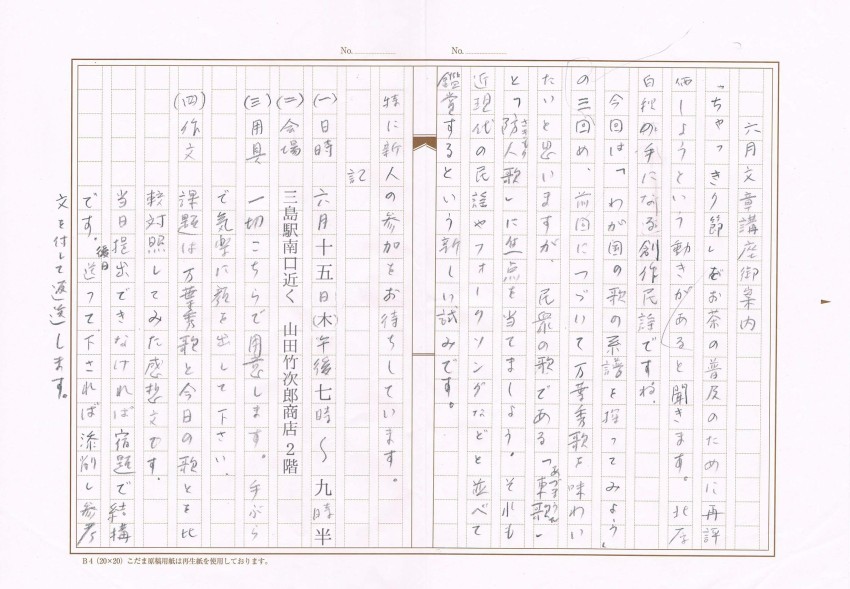 No.
No.
六月文章講座御案内
「ちゃっきり節」がお茶の普及のために再評
価しようという動きがあると聞きます。北原
白秋の手になる創作民謡ですね。
今回は「わが国の歌の系譜を探ってみよう」
の三回め、前回につづいて万葉秀歌を味わい
たいと思いますが、民衆の歌である「東歌」
あづまうた
と「防人歌」に焦点を当てましょう。それも
さきもり
近現代の民謡やフォークソングなどと並べて
鑑賞するという新しい試みです。
特に新人の参加をお待ちしています。
記
(一)日時 六月十五日(木)午後七時～九時半
(二)会場 三島駅南口近く 山田竹次郎商店2階
(三)用具 一切こちらで用意します。手ぶら
で気楽に顔を出して下さい。
(四)作文 課題は万葉秀歌と今日の歌とを比
較対照してみた感想文です。
当日提出できなければ宿題で結構
です。後日送って下されば添削し参考
文を付して返送します。
B4(20×20)こだま原稿用紙は再生紙を使用しております。